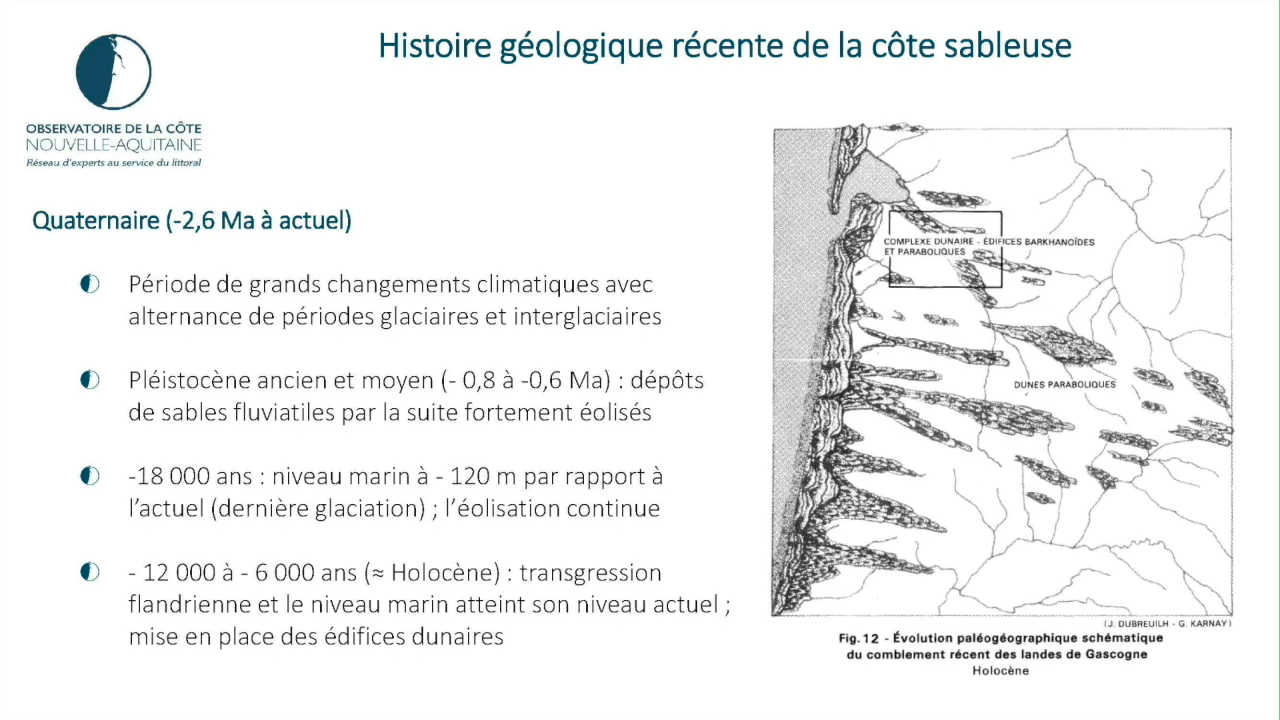 Histoire géologique récente de la côte sableuse
OBSERVATOIRE DE LA CÔTE
NOUVELLE-AQUITAINE
Réseau d'experts au service du littoral
Quaternaire (-2,6 Ma à actuel)
Période de grands changements climatiques avec
alternance de périodes glaciaires et interglaciaires
Pléistocène ancien et moyen (- 0,8 à -0,6 Ma) : dépôts
de sables fluviatiles par la suite fortement éolisés
-18 000 ans : niveau marin à - 120 m par rapport à
l'actuel (dernière glaciation) ; l'éolisation continue
- 12 000 à - 6 000 ans (≈ Holocène) : transgression
flandrienne et le niveau marin atteint son niveau actuel ;
mise en place des édifices dunaires
COMPLEXE DUNAIRE - ÉDIFICES BARKHANOÏDES
ET PARABOLIQUES
DUNES PARABOLIQUES
(J. DUBREUILH - G. KARNAY)
Fig. 12 - Évolution paléogéographique schématique
du comblement récent des landes de Gascogne
Holocène